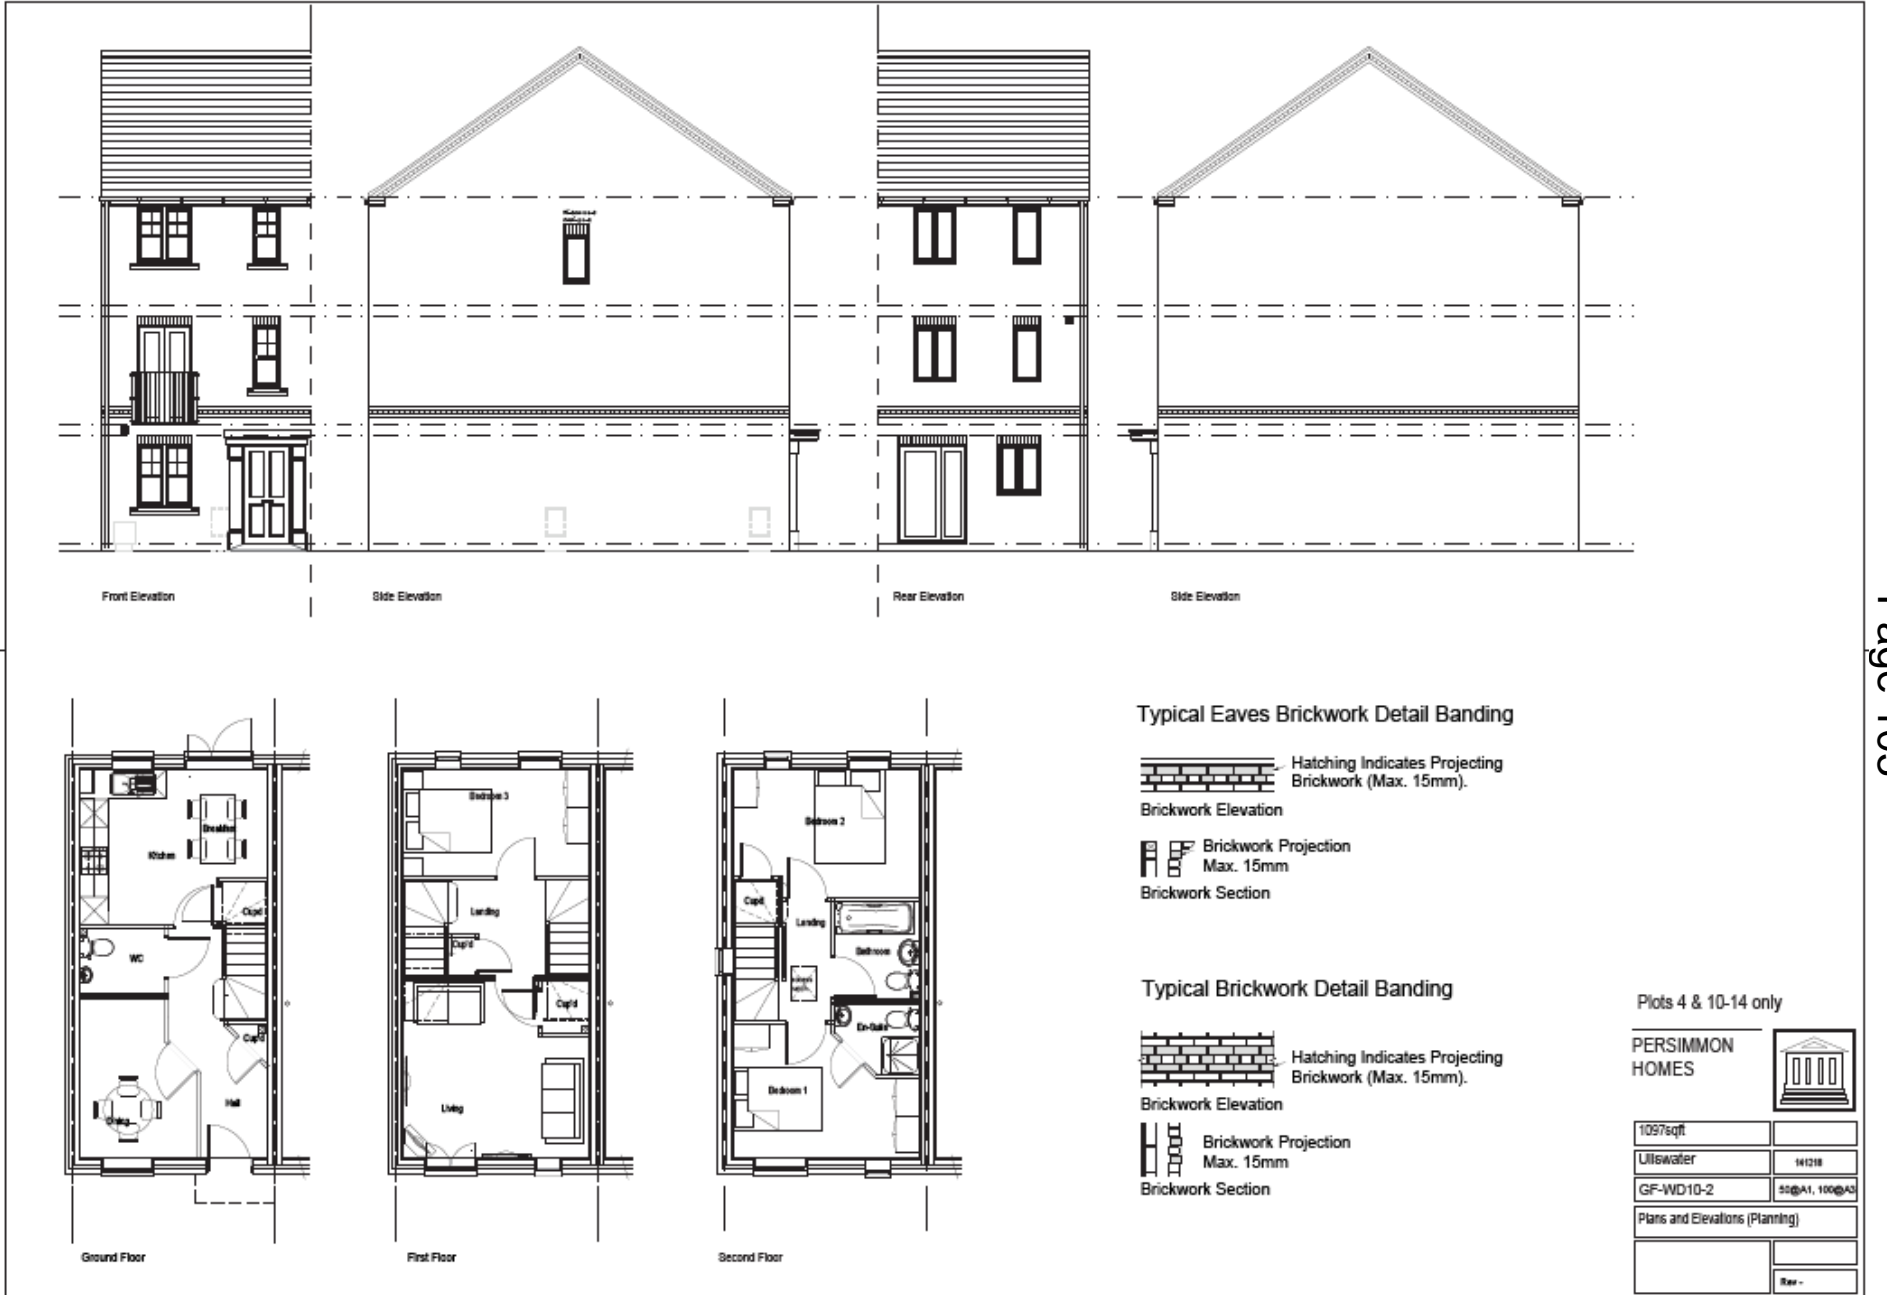 Front Elevation
Side Elevation
Rear Elevation
Side Elevation
Kitchen
Breakfast
Cupd
WC
Cup'd
Hall
Dining
Ground Floor
Bedroom 3
Landing
Cup'd
Cup'd
Living
First Floor
Bedroom 2
Cupd
Landing
Bathroom
En-Suite
Bedroom 1
Second Floor
Typical Eaves Brickwork Detail Banding
Hatching Indicates Projecting
Brickwork (Max. 15mm).
Brickwork Elevation
Brickwork Projection
Max. 15mm
Brickwork Section
Typical Brickwork Detail Banding
Hatching Indicates Projecting
Brickwork (Max. 15mm).
Brickwork Elevation
Brickwork Projection
Max. 15mm
Brickwork Section
Plots 4 & 10-14 only
PERSIMMON
HOMES
1097sqft
Ullswater
141218
GF-WD10-2
50@A1, 100@A3
Plans and Elevations (Planning)
Rev -